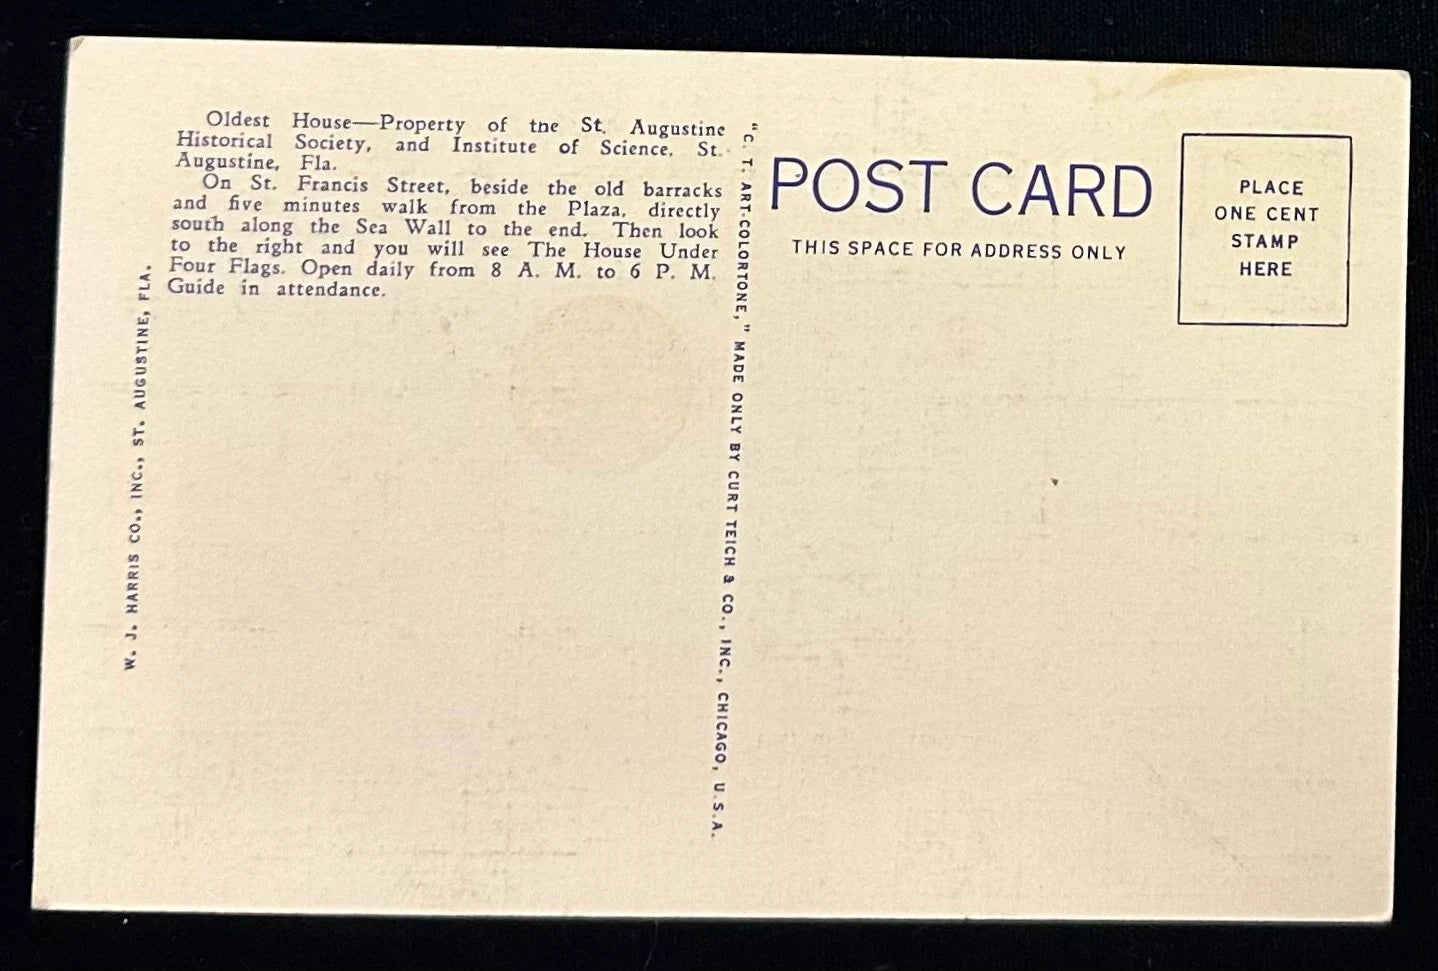 Oldest House—Property of tne St. Augustine
Historical Society, and Institute of Science, St.
Augustine, Fla.
On St. Francis Street, beside the old barracks
and five minutes walk from the Plaza, directly
south along the Sea Wall to the end. Then look
to the right and you will see The House Under
Four Flags. Open daily from 8 A. M. to 6 P. M.
Guide in attendance.
W. J. HARRIS CO., INC., ST. AUGUSTINE, FLA.
"C. T. ART-COLORTONE," MADE ONLY BY CURT TEICH & CO., INC., CHICAGO, U.S.A.
POST CARD
THIS SPACE FOR ADDRESS ONLY
PLACE
ONE CENT
STAMP
HERE